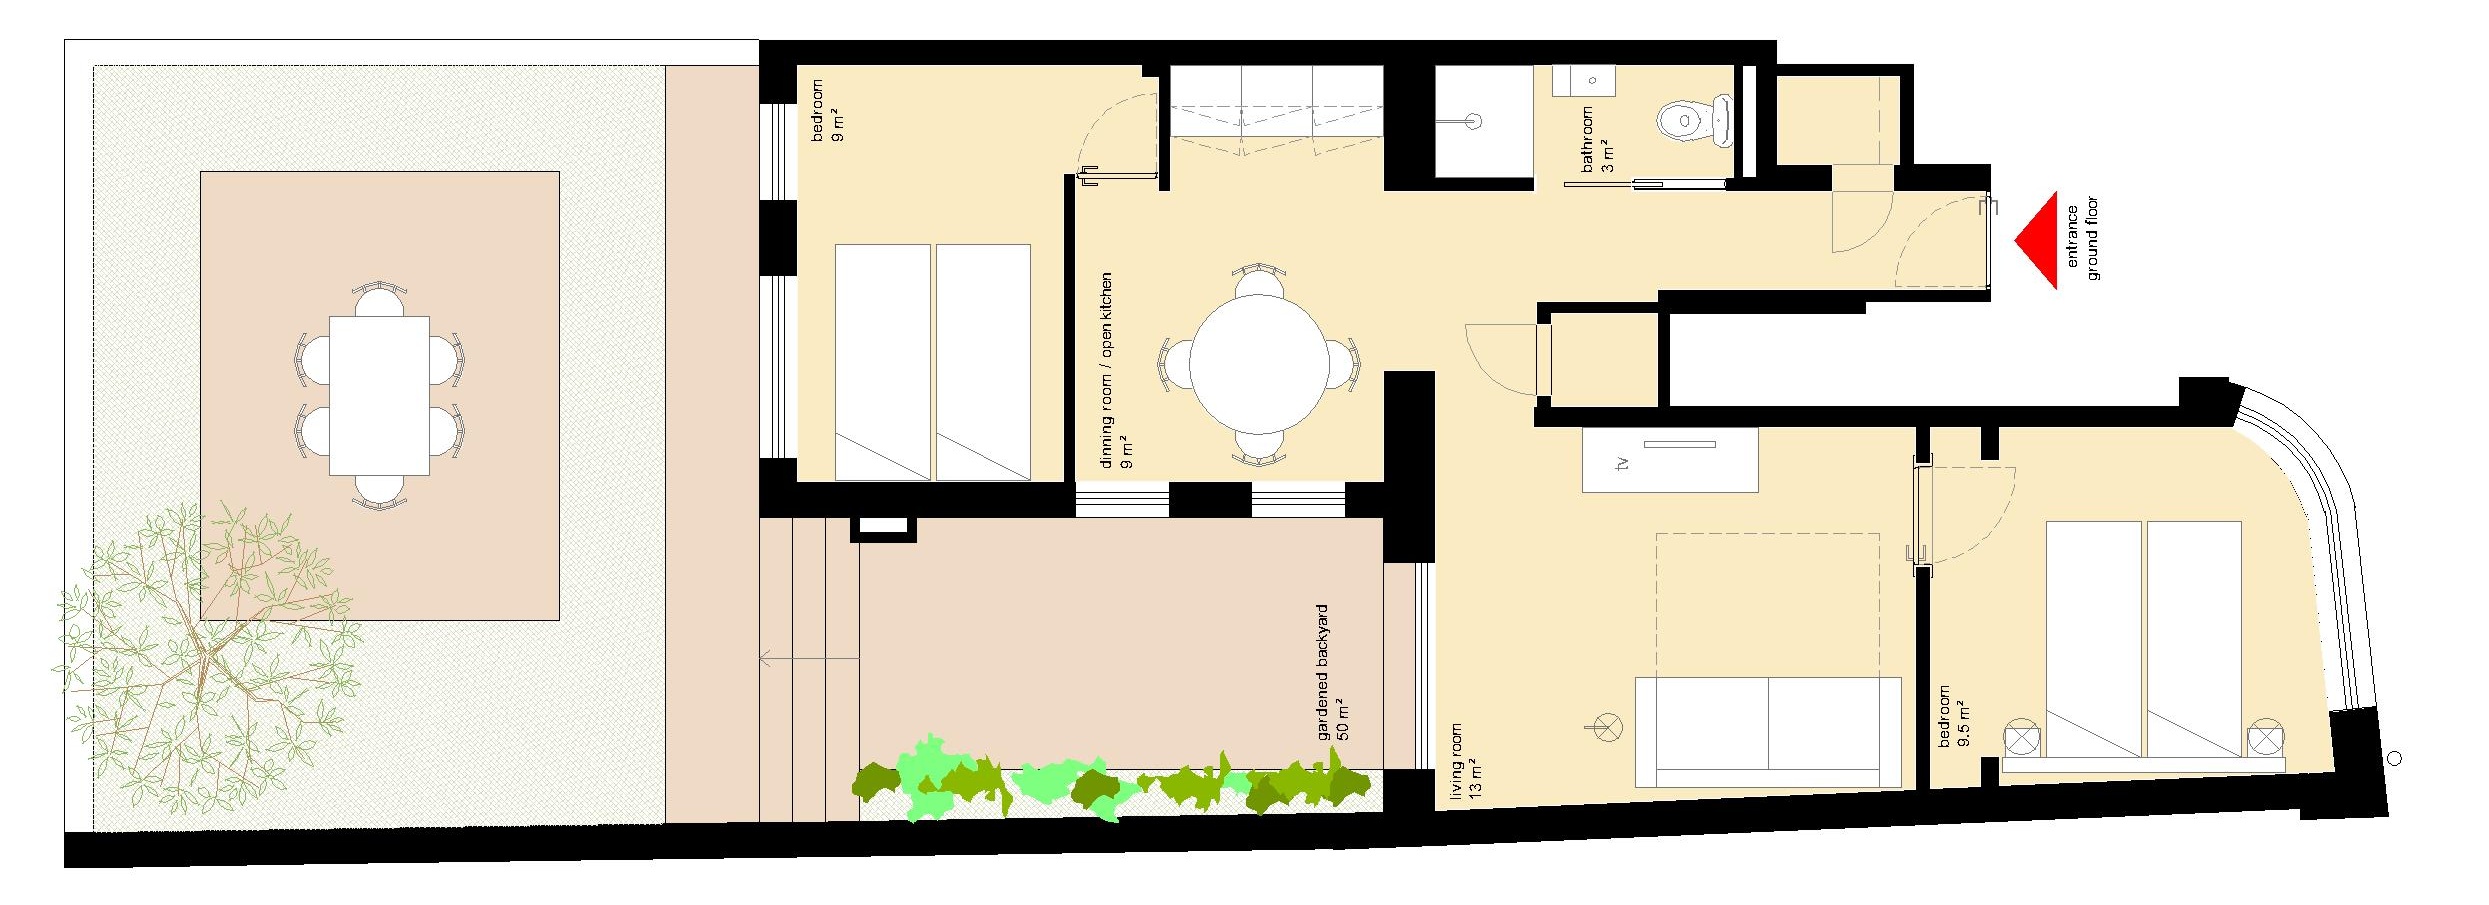 bedroom
9 m²
dinning room / open kitchen
9 m²
bathroom
3 m²
entrance
ground floor
tv
gardened backyard
50 m²
living room
13 m²
bedroom
9.5 m²